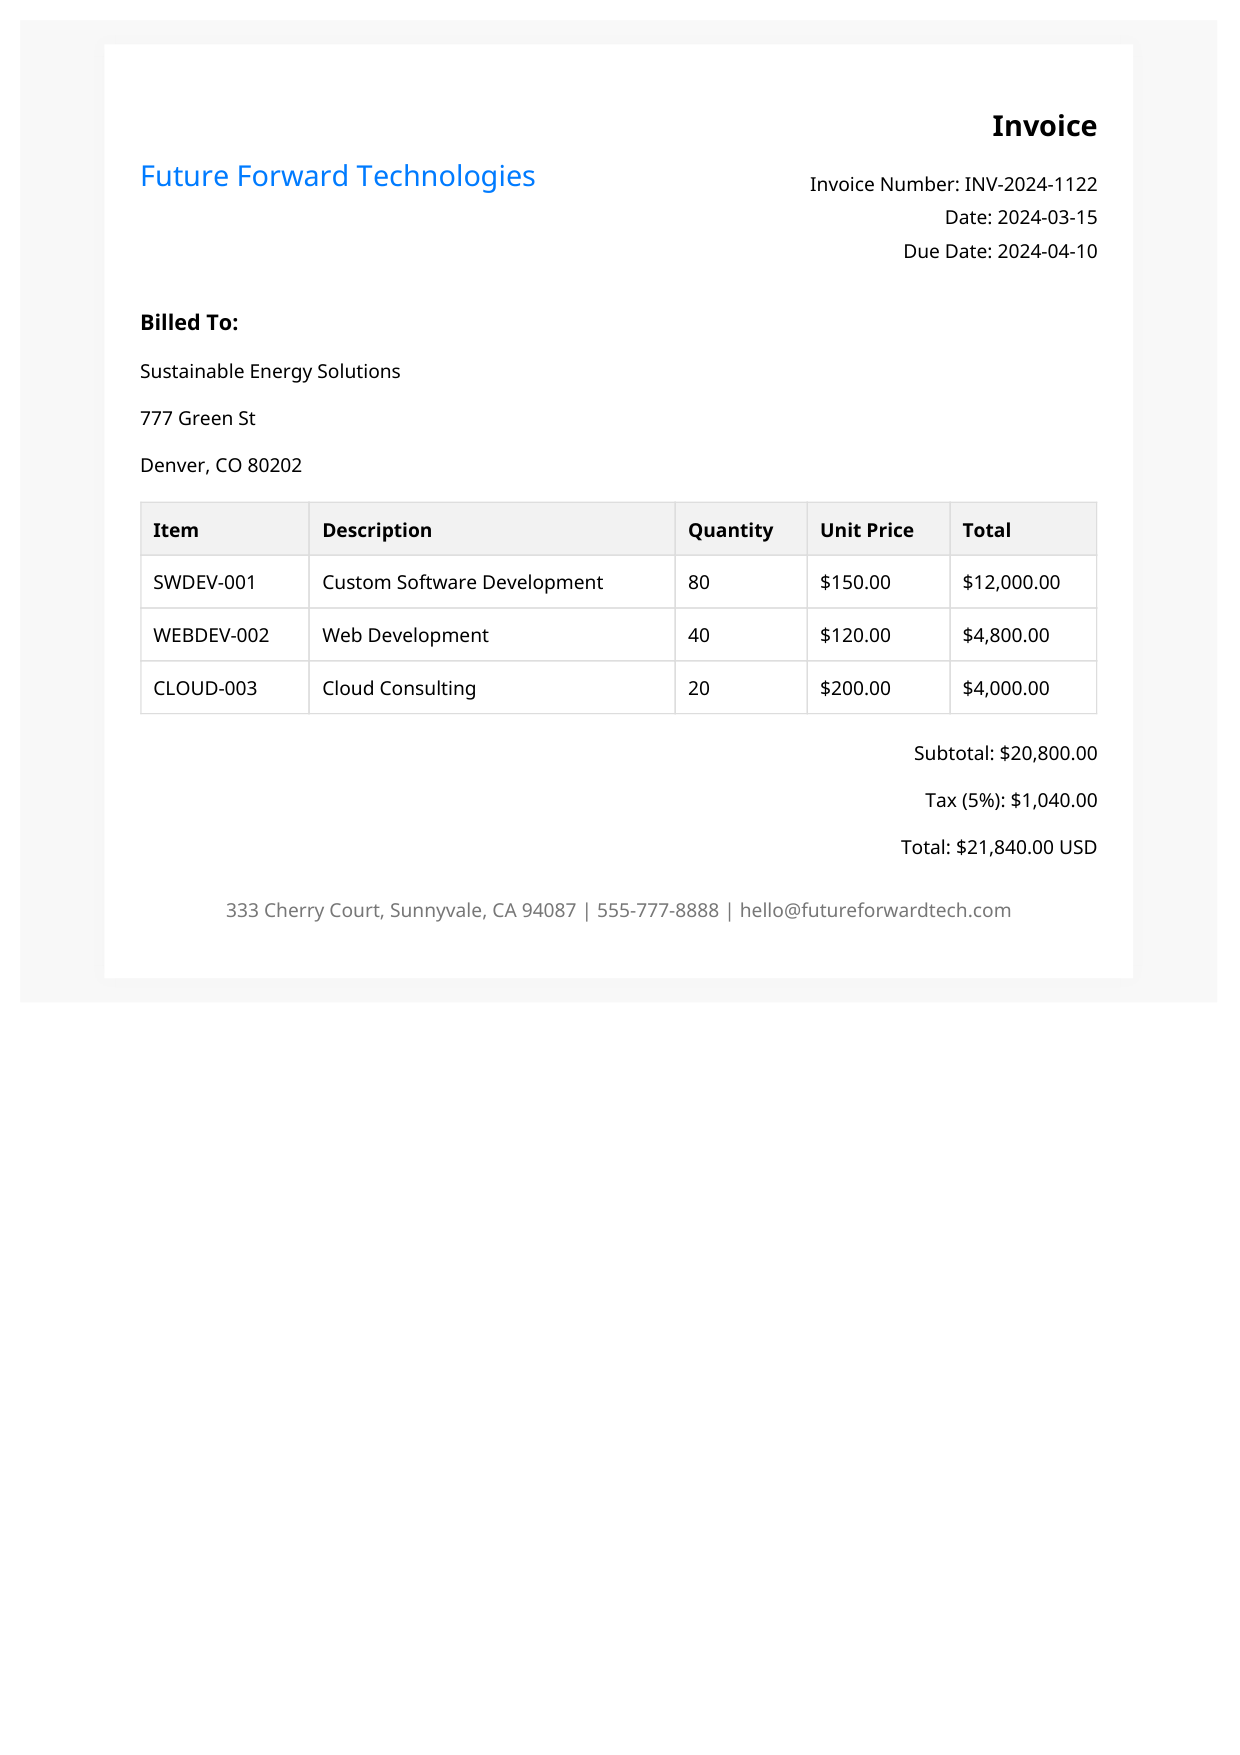 Invoice
Future Forward Technologies
Invoice Number: INV-2024-1122
Date: 2024-03-15
Due Date: 2024-04-10
Billed To:
Sustainable Energy Solutions
777 Green St
Denver, CO 80202
Item Description Quantity Unit Price Total
SWDEV-001 Custom Software Development 80 $150.00 $12,000.00
WEBDEV-002 Web Development 40 $120.00 $4,800.00
CLOUD-003 Cloud Consulting 20 $200.00 $4,000.00
Subtotal: $20,800.00
Tax (5%): $1,040.00
Total: $21,840.00 USD
333 Cherry Court, Sunnyvale, CA 94087 | 555-777-8888 | hello@futureforwardtech.com